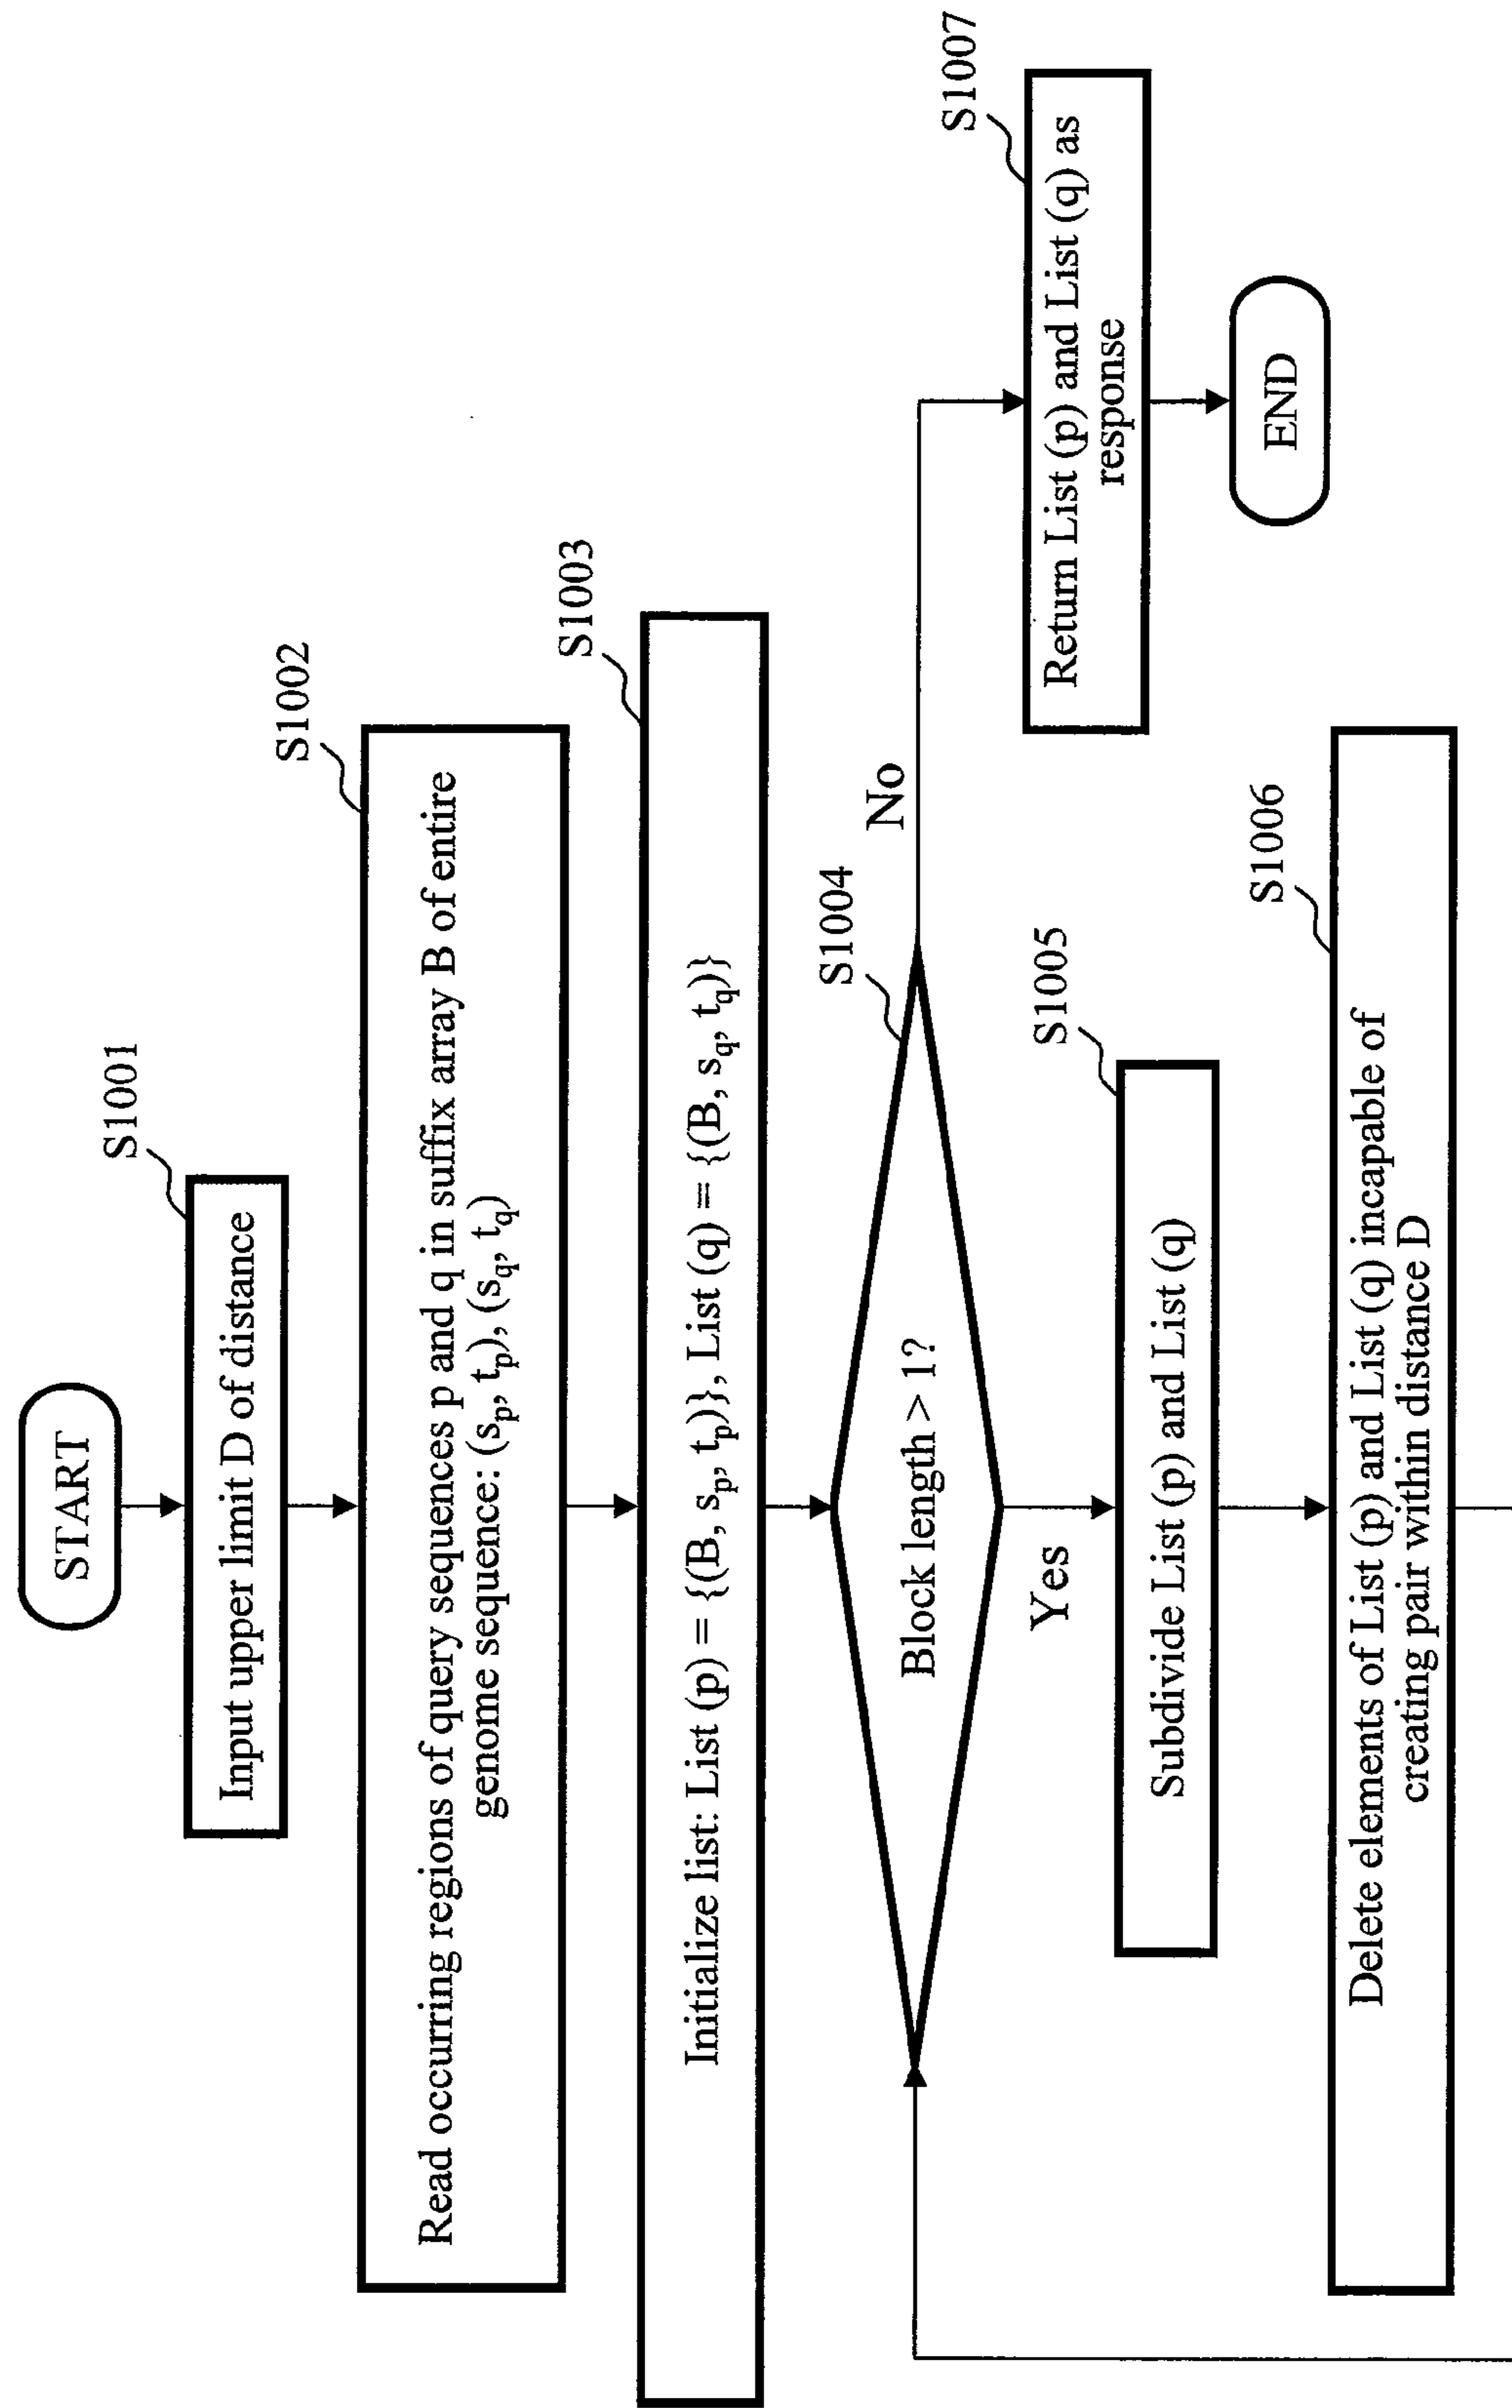 START
S1001
Input upper limit D of distance
S1002
Read occurring regions of query sequences p and q in suffix array B of entire
genome sequence: (sp, tp), (sq, tq)
S1003
Initialize list: List (p) = {(B, sp, tp)}, List (q) = {(B, sq, tq)}
S1004
Block length > 1?
No
Yes
S1005
Subdivide List (p) and List (q)
S1006
Delete elements of List (p) and List (q) incapable of
creating pair within distance D
S1007
Return List (p) and List (q) as
response
END